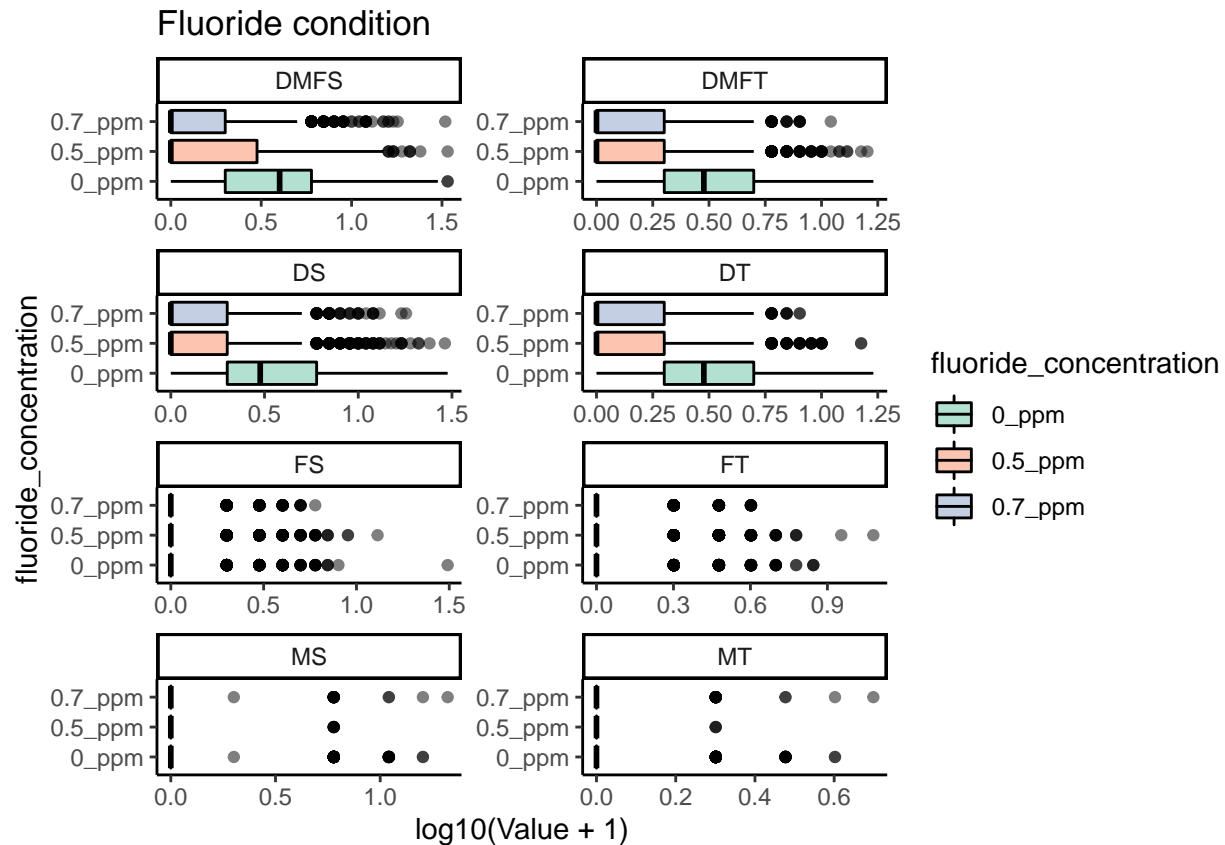 Fluoride condition
DMFS
DMFT
0.7_ppm
0.5_ppm
0_ppm
0.0 0.5 1.0 1.5
0.7_ppm
0.5_ppm
0_ppm
0.00 0.25 0.50 0.75 1.00 1.25
DS
DT
0.7_ppm
0.5_ppm
0_ppm
0.0 0.5 1.0 1.5
0.7_ppm
0.5_ppm
0_ppm
0.00 0.25 0.50 0.75 1.00 1.25
FS
FT
0.7_ppm
0.5_ppm
0_ppm
0.0 0.5 1.0 1.5
0.7_ppm
0.5_ppm
0_ppm
0.0 0.3 0.6 0.9
MS
MT
0.7_ppm
0.5_ppm
0_ppm
0.0 0.5 1.0
0.7_ppm
0.5_ppm
0_ppm
0.0 0.2 0.4 0.6
fluoride_concentration
log10(Value + 1)
fluoride_concentration
0_ppm
0.5_ppm
0.7_ppm